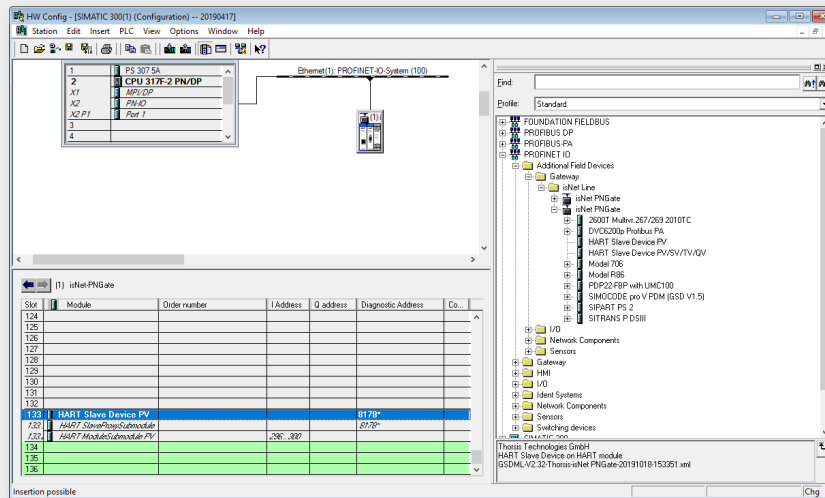 HW Config - [SIMATIC 300(1) (Configuration) -- 20190417]
Station Edit Insert PLC View Options Window Help
1 PS 307 5A
2 CPU 317F-2 PN/DP
X1 MPI/DP
X2 PN-IO
X2 P1 Port 1
3
4
Ethernet(1): PROFINET-IO-System (100)
(1) i
Find:
Profile: Standard
FOUNDATION FIELDBUS
PROFIBUS DP
PROFIBUS-PA
PROFINET IO
Additional Field Devices
Gateway
isNet Line
isNet PNGate
isNet PNGate
2600T Multivr.267/269 2010TC
DVC6200p Profibus PA
HART Slave Device PV
HART Slave Device PV/SV/TV/QV
Model 706
Model R86
PDP22-FBP with UMC100
SIMOCODE pro V PDM (GSD V1.5)
SIPART PS 2
SITRANS P DSIII
I/O
Network Components
Sensors
Gateway
HMI
I/O
Ident Systems
Network Components
Sensors
Switching devices
SIMATIC 300
(1) isNet-PNGate
Slot Module Order number I Address Q address Diagnostic Address Co...
124
125
126
127
128
129
130
131
132
133 HART Slave Device PV 8178*
133 HART SlaveProxySubmodule 8178*
133. HART ModuleSubmodule PV 296...300
134
135
136
Thorsis Technologies GmbH
HART Slave Device on HART module
GSDML-V2.32-Thorsis-isNet PNGate-20191018-153351.xml
Insertion possible
Chg